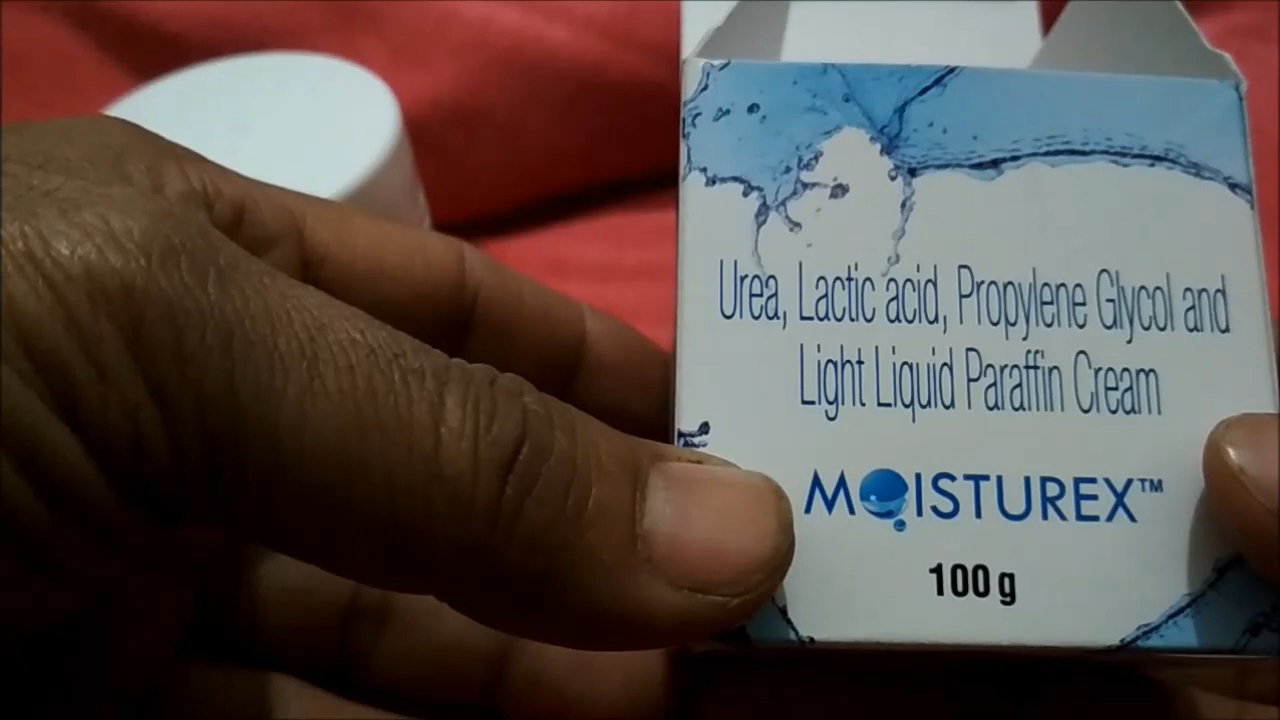 Urea, Lactic acid, Propylene Glycol and
Light Liquid Paraffin Cream
MOISTUREX™
100 g